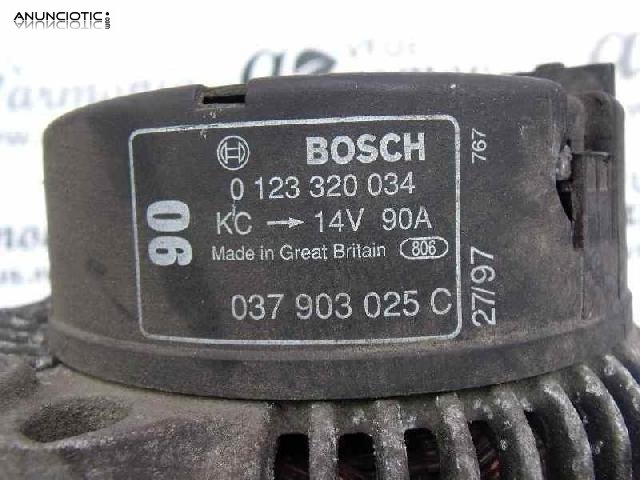 ANUNCIOTIC.com
BOSCH
0 123 320 034
KC → 14V 90A
Made in Great Britain 806
037 903 025 C
90
27/97
767